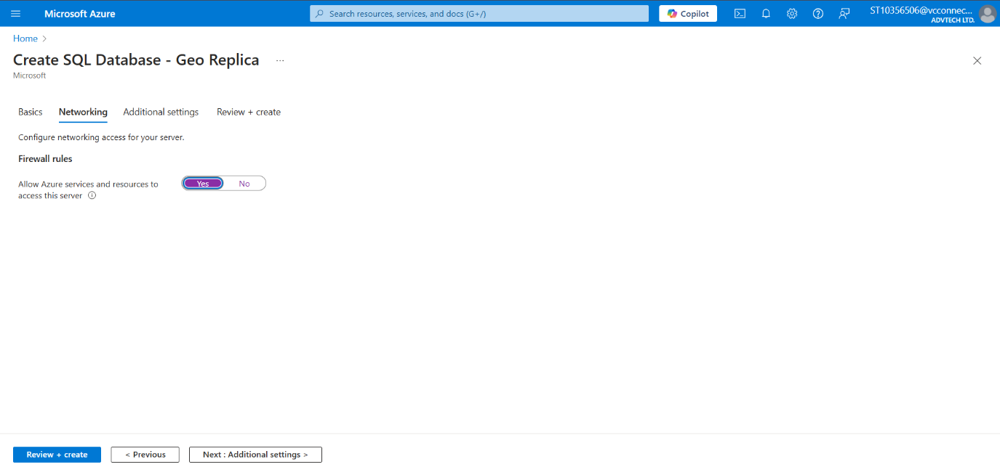 Microsoft Azure
Search resources, services, and docs (G+/)
Copilot
ST10356506@vcconnec...
ADVTECH LTD.
Home
Create SQL Database - Geo Replica
...
Microsoft
Basics
Networking
Additional settings
Review + create
Configure networking access for your server.
Firewall rules
Allow Azure services and resources to
access this server
Yes
No
Review + create
< Previous
Next : Additional settings >